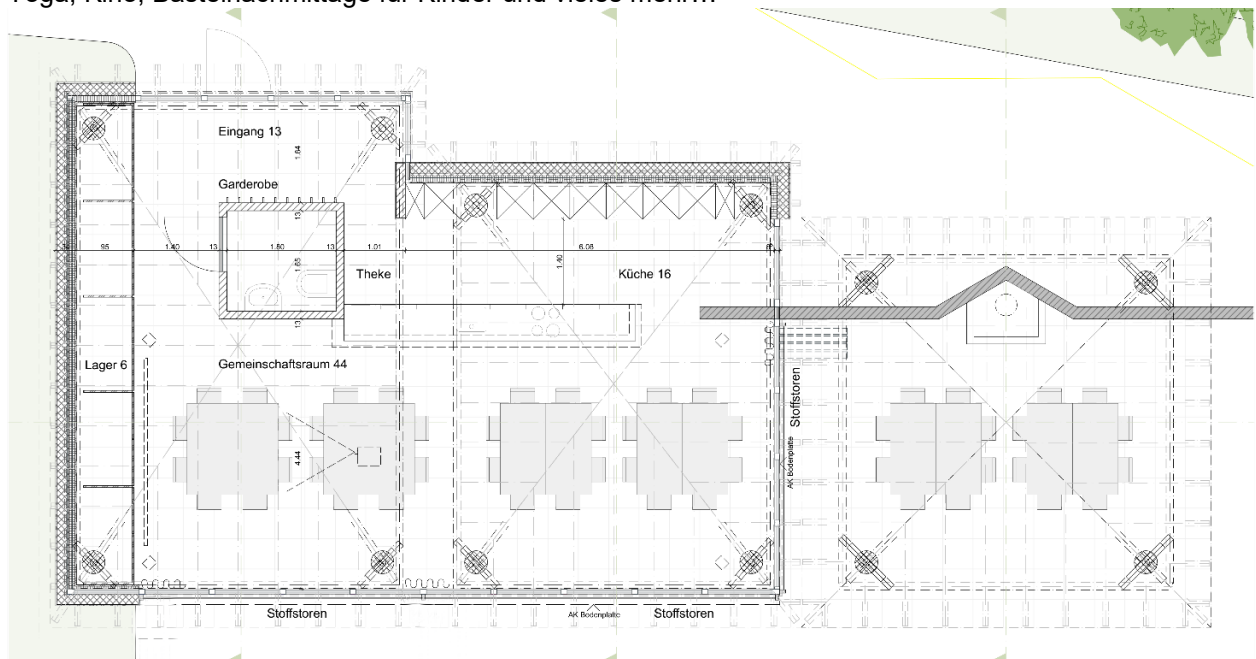 Yoga, Kino, Bastelnachmittage für Kinder und vieles mehr...
Eingang 13
1.64
Garderobe
13
95
1.40
13
1.80
13
1.01
6.08
1.65
1.40
Theke
Küche 16
13
Lager 6
Gemeinschaftsraum 44
4.44
Stoffstoren
AK Bodenplatte
Stoffstoren
AK Bodenplatte
Stoffstoren